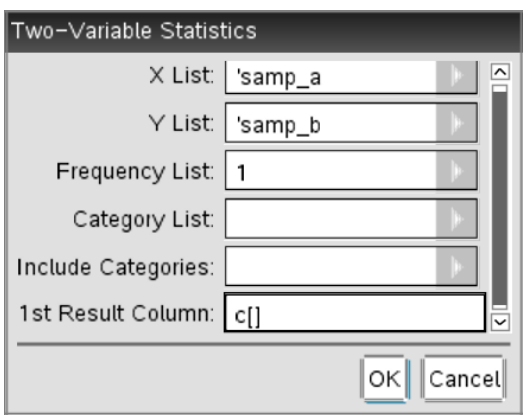 Two-Variable Statistics
X List: 'samp_a
Y List: 'samp_b
Frequency List: 1
Category List:
Include Categories:
1st Result Column: c[]
OK Cancel